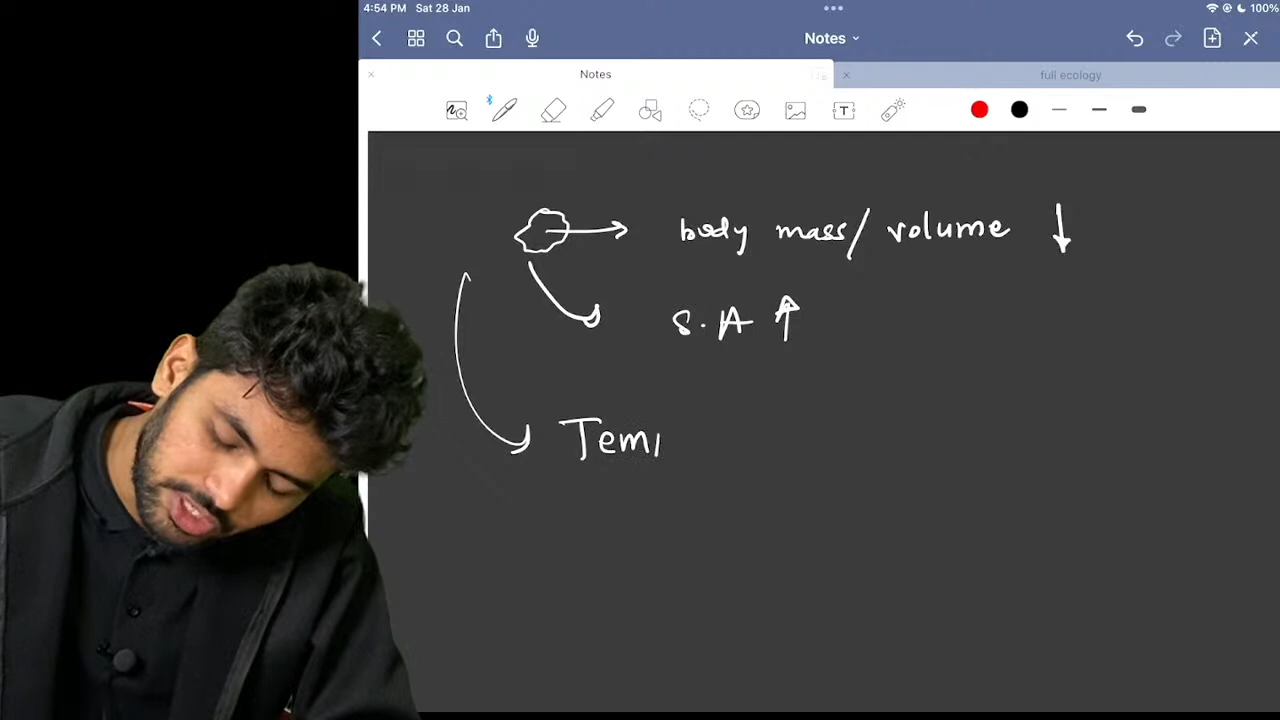 4:54 PM Sat 28 Jan
100%
Notes
Notes
full ecology
T
body mass/ volume ↓
S.A ↑
Tem